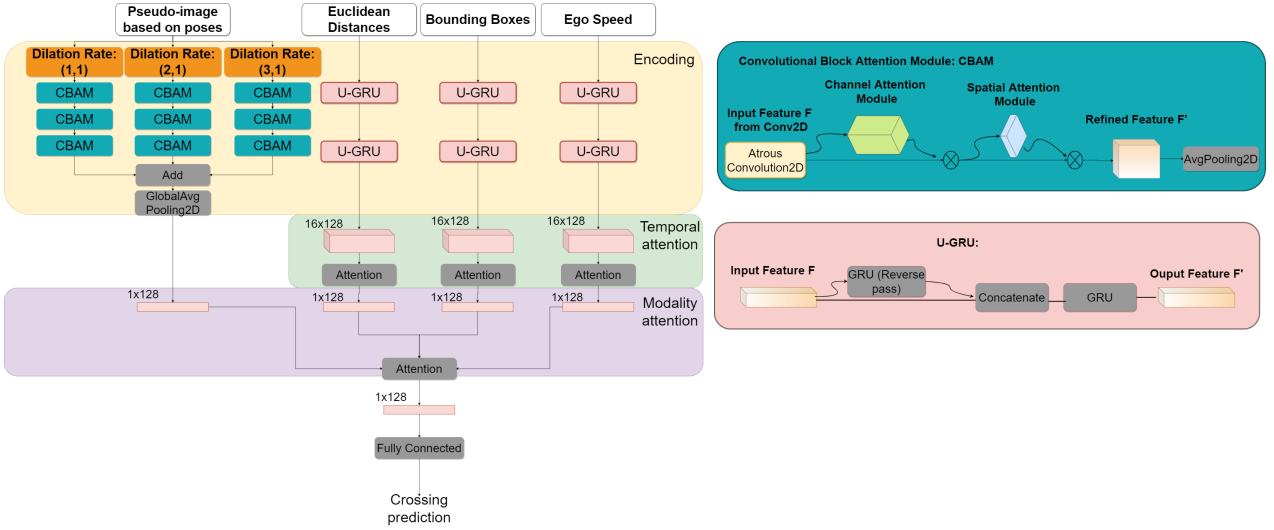 Pseudo-image
based on poses
Euclidean
Distances
Bounding Boxes
Ego Speed
Encoding
Dilation Rate:
(1,1)
Dilation Rate:
(2,1)
Dilation Rate:
(3,1)
CBAM
CBAM
CBAM
U-GRU
U-GRU
U-GRU
CBAM
CBAM
CBAM
CBAM
CBAM
CBAM
U-GRU
U-GRU
U-GRU
Add
GlobalAvg
Pooling2D
Temporal
attention
16x128
16x128
16x128
Attention
Attention
Attention
Modality
attention
1x128
1x128
1x128
1x128
Attention
1x128
Fully Connected
Crossing
prediction
Convolutional Block Attention Module: CBAM
Channel Attention
Module
Spatial Attention
Module
Input Feature F
from Conv2D
Refined Feature F'
Atrous
Convolution2D
AvgPooling2D
U-GRU:
Input Feature F
GRU (Reverse
pass)
Ouput Feature F'
Concatenate
GRU